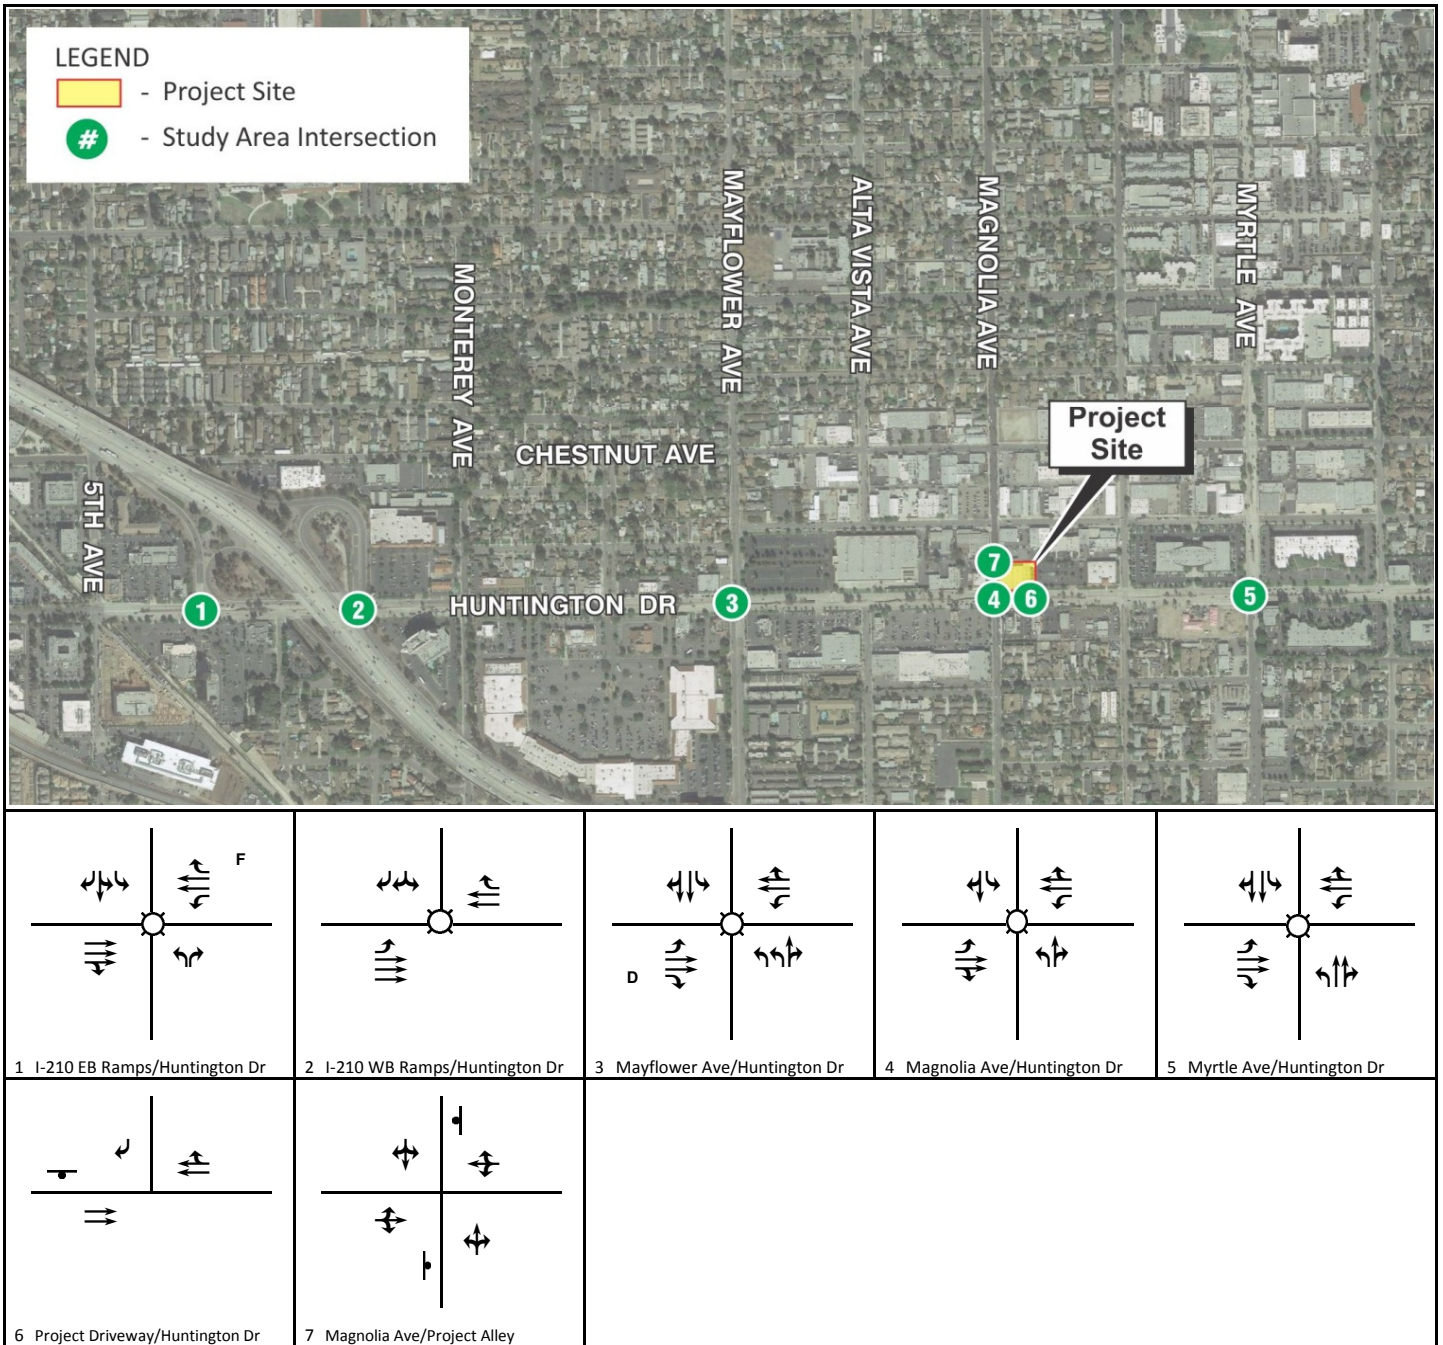 LEGEND
- Project Site
# - Study Area Intersection
MAYFLOWER AVE
ALTA VISTA AVE
MAGNOLIA AVE
MYRTLE AVE
MONTEREY AVE
Project
Site
CHESTNUT AVE
5TH AVE
7
1
2
HUNTINGTON DR
3
4
6
5
F
D
1 I-210 EB Ramps/Huntington Dr
2 I-210 WB Ramps/Huntington Dr
3 Mayflower Ave/Huntington Dr
4 Magnolia Ave/Huntington Dr
5 Myrtle Ave/Huntington Dr
6 Project Driveway/Huntington Dr
7 Magnolia Ave/Project Alley